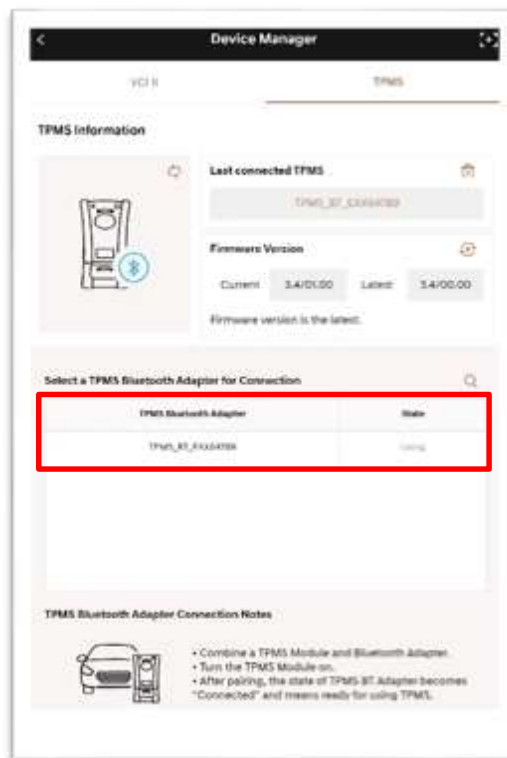 Device Manager
VCI II
TPMS
TPMS Information
Last connected TPMS
Firmware Version
Current 3.4/01.00 Latest 3.4/00.00
Firmware version is the latest.
Select a TPMS Bluetooth Adapter for Connection
TPMS Bluetooth Adapter State
TPMS Bluetooth Adapter Connection Notes
• Combine a TPMS Module and Bluetooth Adapter.
• Turn the TPMS Module on.
• After pairing, the state of TPMS BT Adapter becomes
"Connected" and means ready for using TPMS.